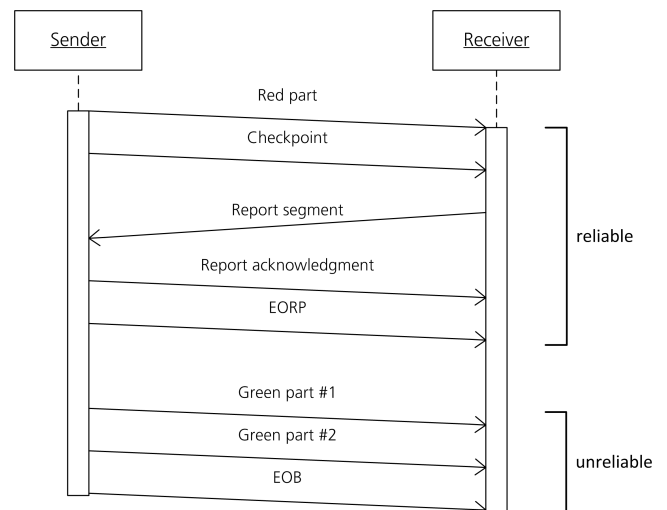 Sender
Receiver
Red part
Checkpoint
Report segment
reliable
Report acknowledgment
EORP
Green part #1
Green part #2
unreliable
EOB